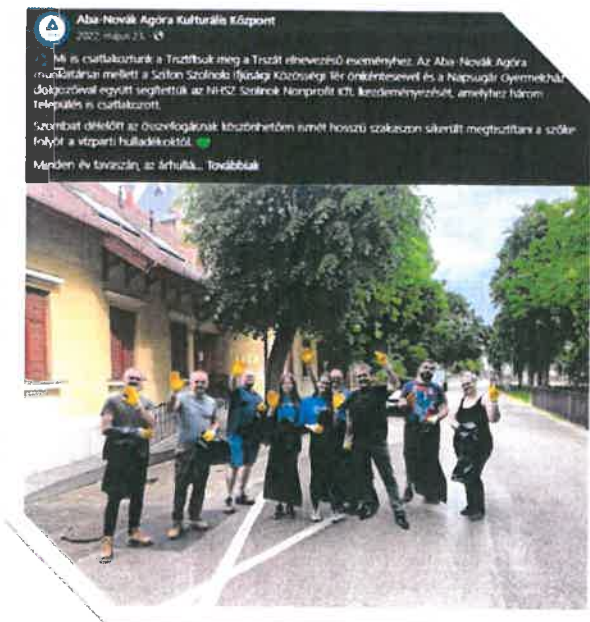 Aba-Novák Agóra Kulturális Központ
2022. május 23.
Mi is csatlakoztunk a Tisztítsuk meg a Tiszát elnevezésű eseményhez. Az Aba-Novák Agóra
munkatársai mellett a Szifon Szolnoki Ifjúsági Közösségi Tér önkénteseivel és a Napsugár Gyermekház
dolgozóival együtt segítettük az NHSZ Szolnok Nonprofit Kft. kezdeményezését, amelyhez három
település is csatlakozott.
Szombat délelőtt az összefogásnak köszönhetően ismét hosszú szakaszon sikerült megtisztítani a szőke
folyót a vízparti hulladékoktól.
Minden év tavaszán, az árhullá... Továbbiak